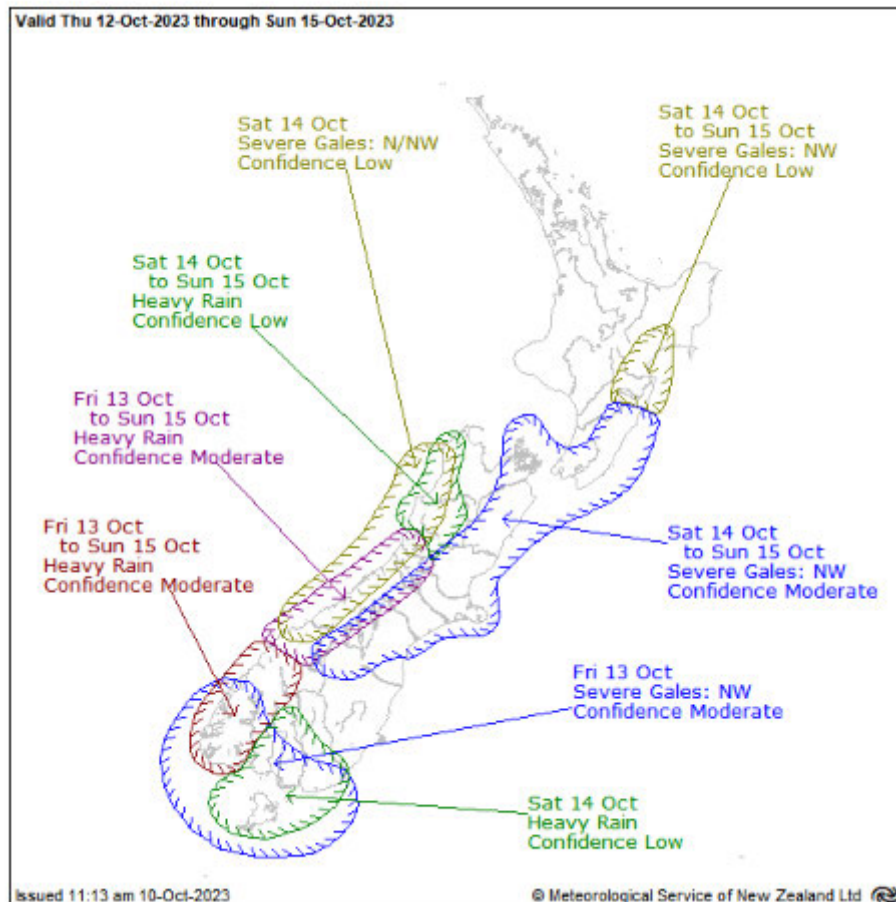 Valid Thu 12-Oct-2023 through Sun 15-Oct-2023
Sat 14 Oct
Severe Gales: N/NW
Confidence Low
Sat 14 Oct
to Sun 15 Oct
Severe Gales: NW
Confidence Low
Sat 14 Oct
to Sun 15 Oct
Heavy Rain
Confidence Low
Fri 13 Oct
to Sun 15 Oct
Heavy Rain
Confidence Moderate
Fri 13 Oct
to Sun 15 Oct
Heavy Rain
Confidence Moderate
Sat 14 Oct
to Sun 15 Oct
Severe Gales: NW
Confidence Moderate
Fri 13 Oct
Severe Gales: NW
Confidence Moderate
Sat 14 Oct
Heavy Rain
Confidence Low
Issued 11:13 am 10-Oct-2023
© Meteorological Service of New Zealand Ltd